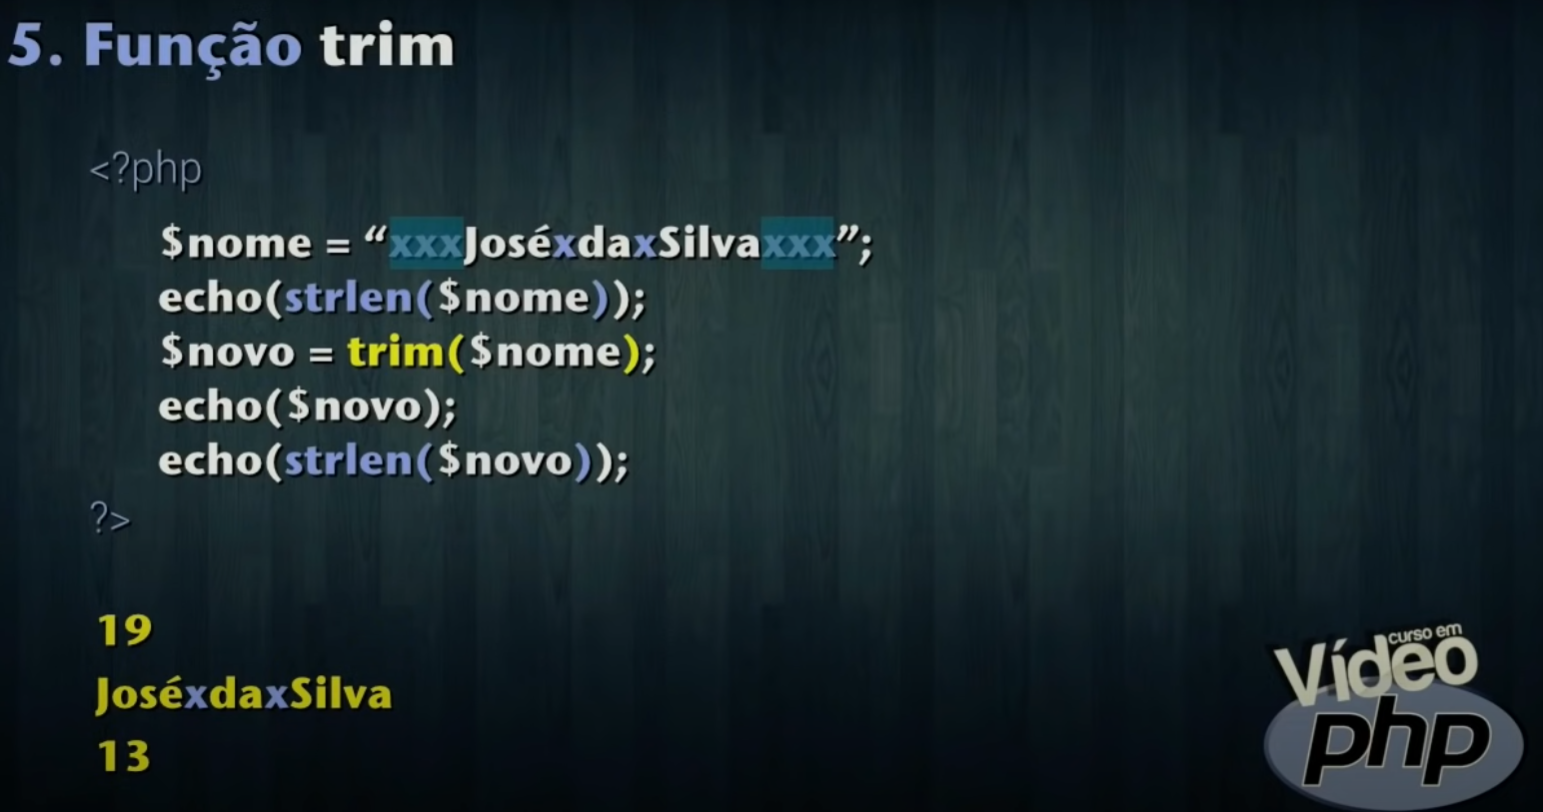 5. Função trim
<?php
$nome = “xxxJoséxdaxSilvaxxx”;
echo(strlen($nome));
$novo = trim($nome);
echo($novo);
echo(strlen($novo));
?>
19
JoséxdaxSilva
13
curso em
Vídeo
php